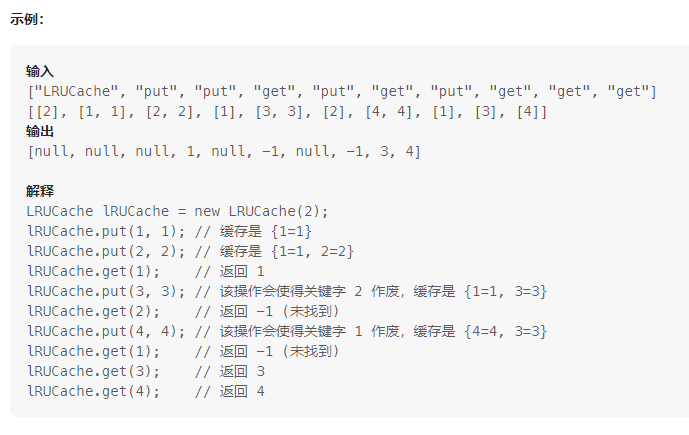 示例：
输入
["LRUCache", "put", "put", "get", "put", "get", "put", "get", "get", "get"]
[[2], [1, 1], [2, 2], [1], [3, 3], [2], [4, 4], [1], [3], [4]]
输出
[null, null, null, 1, null, -1, null, -1, 3, 4]
解释
LRUCache lRUCache = new LRUCache(2);
lRUCache.put(1, 1); // 缓存是 {1=1}
lRUCache.put(2, 2); // 缓存是 {1=1, 2=2}
lRUCache.get(1);    // 返回 1
lRUCache.put(3, 3); // 该操作会使得关键字 2 作废，缓存是 {1=1, 3=3}
lRUCache.get(2);    // 返回 -1 (未找到)
lRUCache.put(4, 4); // 该操作会使得关键字 1 作废，缓存是 {4=4, 3=3}
lRUCache.get(1);    // 返回 -1 (未找到)
lRUCache.get(3);    // 返回 3
lRUCache.get(4);    // 返回 4